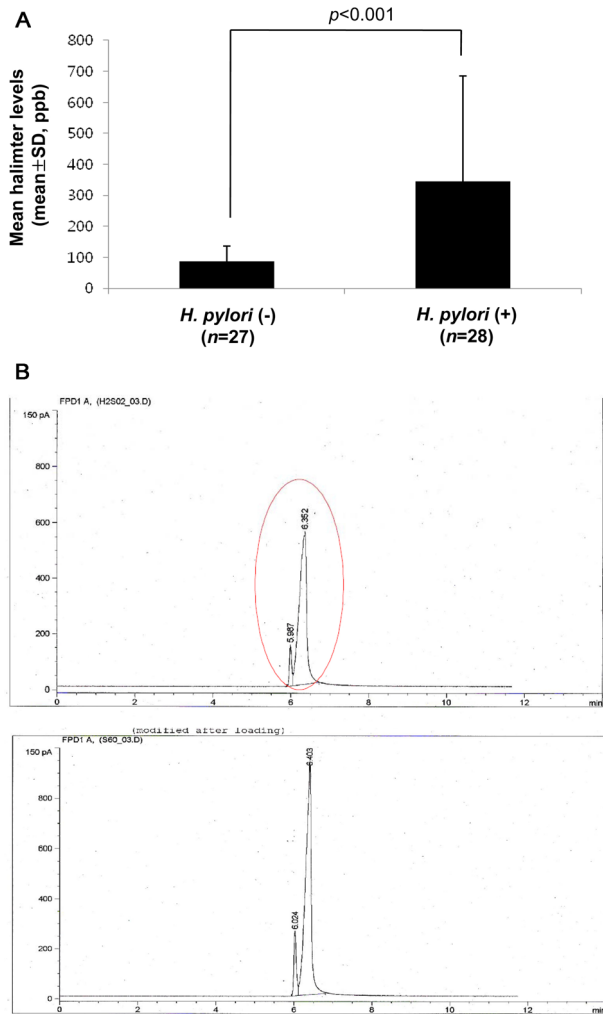 A
p<0.001
Mean halimter levels
(mean±SD, ppb)
800
700
600
500
400
300
200
100
0
H. pylori (-)
(n=27)
H. pylori (+)
(n=28)
B
FPD1 A, (H2S02_03.D)
150 pA
800
600
400
200
0
5.987
6.352
0
2
4
6
8
10
12
min
(modified after loading)
FPD1 A, (S60_03.D)
150 pA
800
600
400
200
0
6.024
6.403
0
2
4
6
8
10
12
min